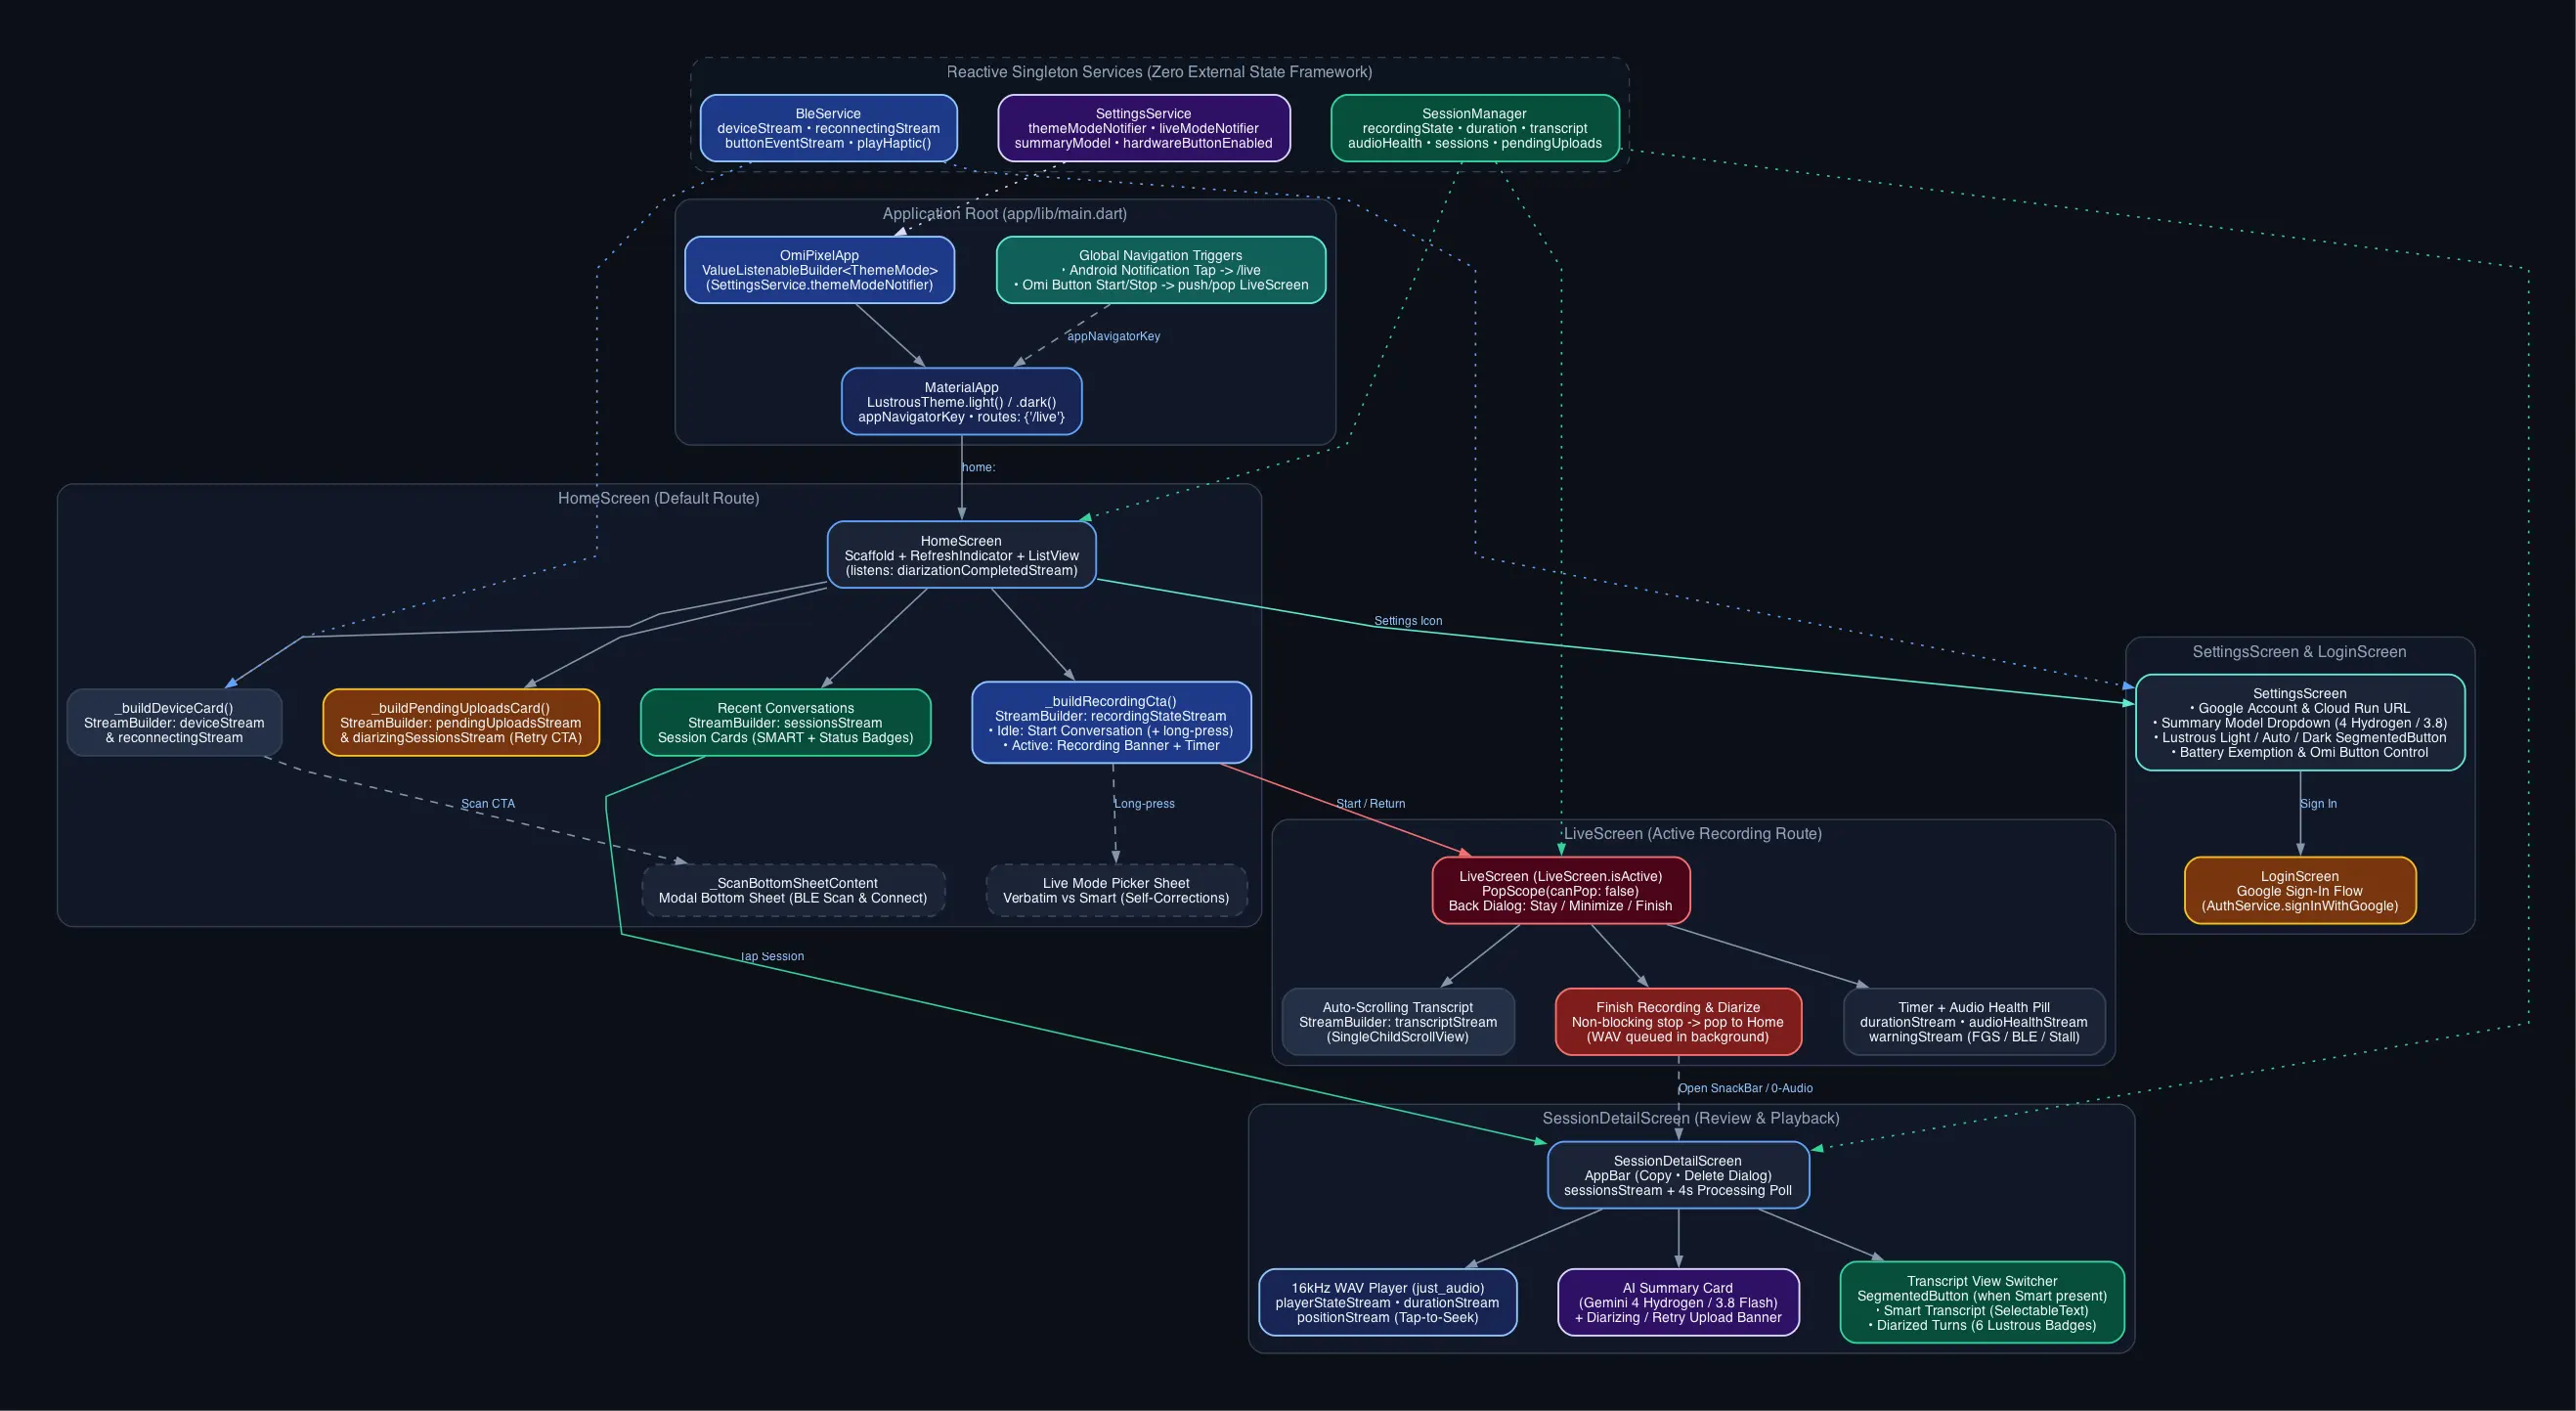 Reactive Singleton Services (Zero External State Framework)
BleService
deviceStream • reconnectingStream
buttonEventStream • playHaptic()
SettingsService
themeModeNotifier • liveModeNotifier
summaryModel • hardwareButtonEnabled
SessionManager
recordingState • duration • transcript
audioHealth • sessions • pendingUploads
Application Root (app/lib/main.dart)
OmiPixelApp
ValueListenableBuilder<ThemeMode>
(SettingsService.themeModeNotifier)
Global Navigation Triggers
• Android Notification Tap -> /live
• Omi Button Start/Stop -> push/pop LiveScreen
appNavigatorKey
MaterialApp
LustrousTheme.light() / .dark()
appNavigatorKey • routes: {'/live'}
home:
HomeScreen (Default Route)
HomeScreen
Scaffold + RefreshIndicator + ListView
(listens: diarizationCompletedStream)
Settings Icon
_buildDeviceCard()
StreamBuilder: deviceStream
& reconnectingStream
_buildPendingUploadsCard()
StreamBuilder: pendingUploadsStream
& diarizingSessionsStream (Retry CTA)
Recent Conversations
StreamBuilder: sessionsStream
Session Cards (SMART + Status Badges)
_buildRecordingCta()
StreamBuilder: recordingStateStream
• Idle: Start Conversation (+ long-press)
• Active: Recording Banner + Timer
SettingsScreen & LoginScreen
SettingsScreen
• Google Account & Cloud Run URL
• Summary Model Dropdown (4 Hydrogen / 3.8)
• Lustrous Light / Auto / Dark SegmentedButton
• Battery Exemption & Omi Button Control
Scan CTA
Long-press
Start / Return
Sign In
_ScanBottomSheetContent
Modal Bottom Sheet (BLE Scan & Connect)
Live Mode Picker Sheet
Verbatim vs Smart (Self-Corrections)
LiveScreen (Active Recording Route)
LiveScreen (LiveScreen.isActive)
PopScope(canPop: false)
Back Dialog: Stay / Minimize / Finish
LoginScreen
Google Sign-In Flow
(AuthService.signInWithGoogle)
Tap Session
Auto-Scrolling Transcript
StreamBuilder: transcriptStream
(SingleChildScrollView)
Finish Recording & Diarize
Non-blocking stop -> pop to Home
(WAV queued in background)
Timer + Audio Health Pill
durationStream • audioHealthStream
warningStream (FGS / BLE / Stall)
Open SnackBar / 0-Audio
SessionDetailScreen (Review & Playback)
SessionDetailScreen
AppBar (Copy • Delete Dialog)
sessionsStream + 4s Processing Poll
16kHz WAV Player (just_audio)
playerStateStream • durationStream
positionStream (Tap-to-Seek)
AI Summary Card
(Gemini 4 Hydrogen / 3.8 Flash)
+ Diarizing / Retry Upload Banner
Transcript View Switcher
SegmentedButton (when Smart present)
• Smart Transcript (SelectableText)
• Diarized Turns (6 Lustrous Badges)